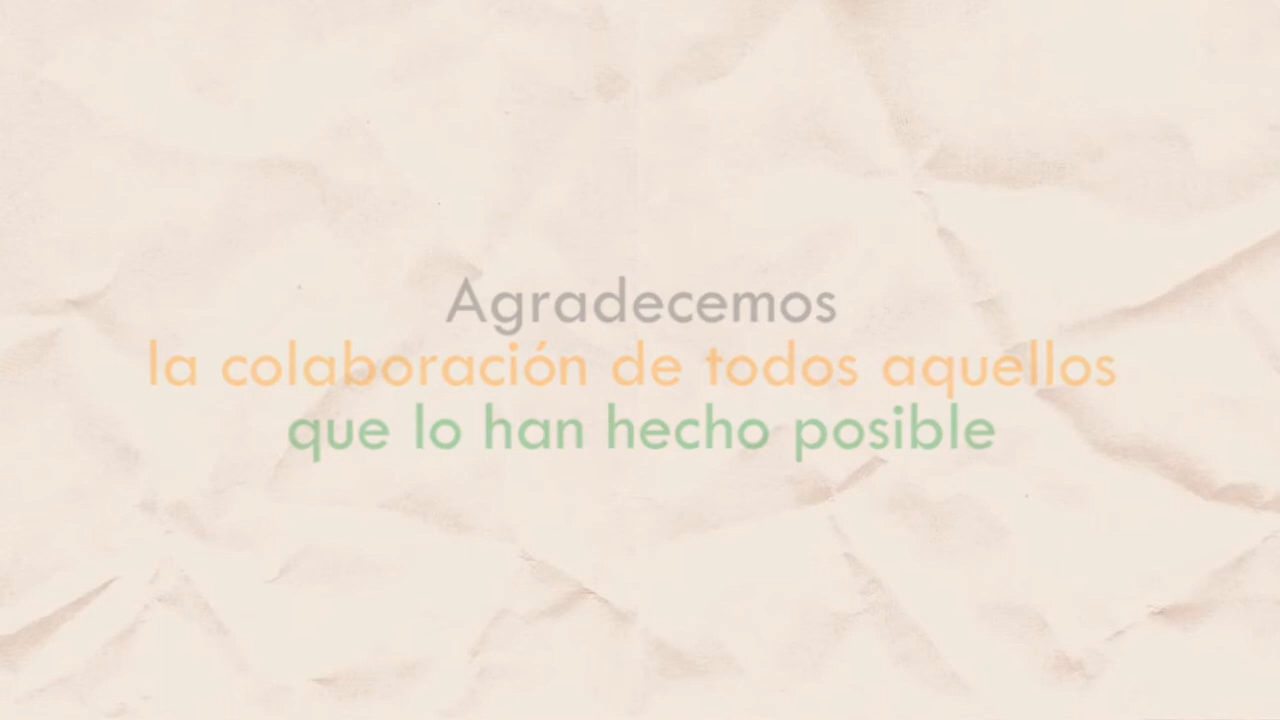 Agradecemos
la colaboración de todos aquellos
que lo han hecho posible